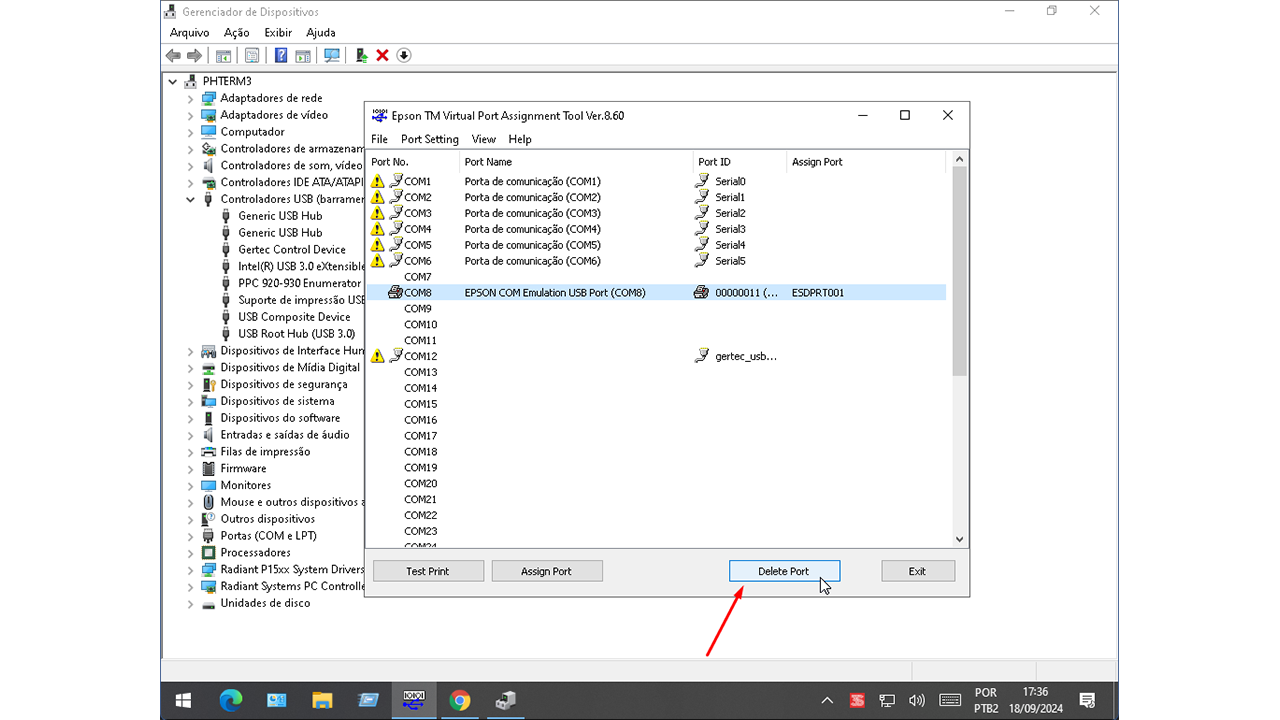 Gerenciador de Dispositivos
Arquivo Ação Exibir Ajuda
PHTERM3
Adaptadores de rede
Adaptadores de vídeo
Computador
Controladores de armazenam
Controladores de som, vídeo
Controladores IDE ATA/ATAPI
Controladores USB (barramer
Generic USB Hub
Generic USB Hub
Gertec Control Device
Intel(R) USB 3.0 eXtensible
PPC 920-930 Enumerator
Suporte de impressão USB
USB Composite Device
USB Root Hub (USB 3.0)
Dispositivos de Interface Hun
Dispositivos de Mídia Digital
Dispositivos de segurança
Dispositivos de sistema
Dispositivos do software
Entradas e saídas de áudio
Filas de impressão
Firmware
Monitores
Mouse e outros dispositivos a
Outros dispositivos
Portas (COM e LPT)
Processadores
Radiant P15xx System Drivers
Radiant Systems PC Controlle
Unidades de disco
Epson TM Virtual Port Assignment Tool Ver.8.60
File Port Setting View Help
Port No. Port Name Port ID Assign Port
COM1 Porta de comunicação (COM1) Serial0
COM2 Porta de comunicação (COM2) Serial1
COM3 Porta de comunicação (COM3) Serial2
COM4 Porta de comunicação (COM4) Serial3
COM5 Porta de comunicação (COM5) Serial4
COM6 Porta de comunicação (COM6) Serial5
COM7
COM8 EPSON COM Emulation USB Port (COM8) 00000011 (... ESDPRT001
COM9
COM10
COM11
COM12 gertec_usb...
COM13
COM14
COM15
COM16
COM17
COM18
COM19
COM20
COM21
COM22
COM23
COM24
Test Print Assign Port Delete Port Exit
POR 17:36
PTB2 18/09/2024